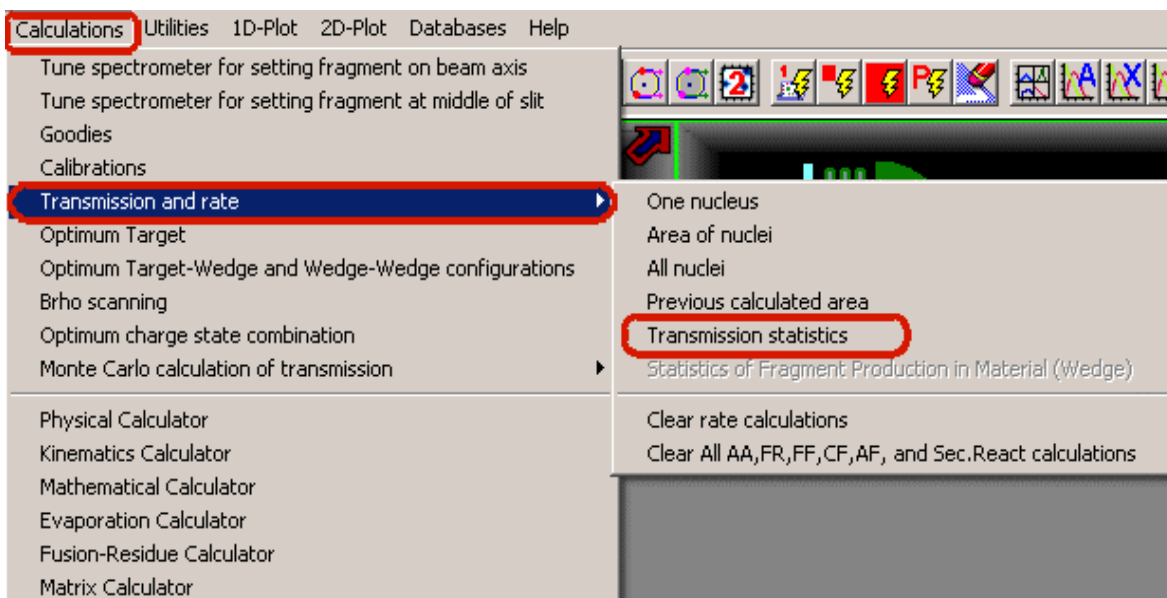 Calculations Utilities 1D-Plot 2D-Plot Databases Help
Tune spectrometer for setting fragment on beam axis
Tune spectrometer for setting fragment at middle of slit
Goodies
Calibrations
Transmission and rate
Optimum Target
Optimum Target-Wedge and Wedge-Wedge configurations
Brho scanning
Optimum charge state combination
Monte Carlo calculation of transmission
Physical Calculator
Kinematics Calculator
Mathematical Calculator
Evaporation Calculator
Fusion-Residue Calculator
Matrix Calculator
2 1 P A X
One nucleus
Area of nuclei
All nuclei
Previous calculated area
Transmission statistics
Statistics of Fragment Production in Material (Wedge)
Clear rate calculations
Clear All AA,FR,FF,CF,AF, and Sec.React calculations